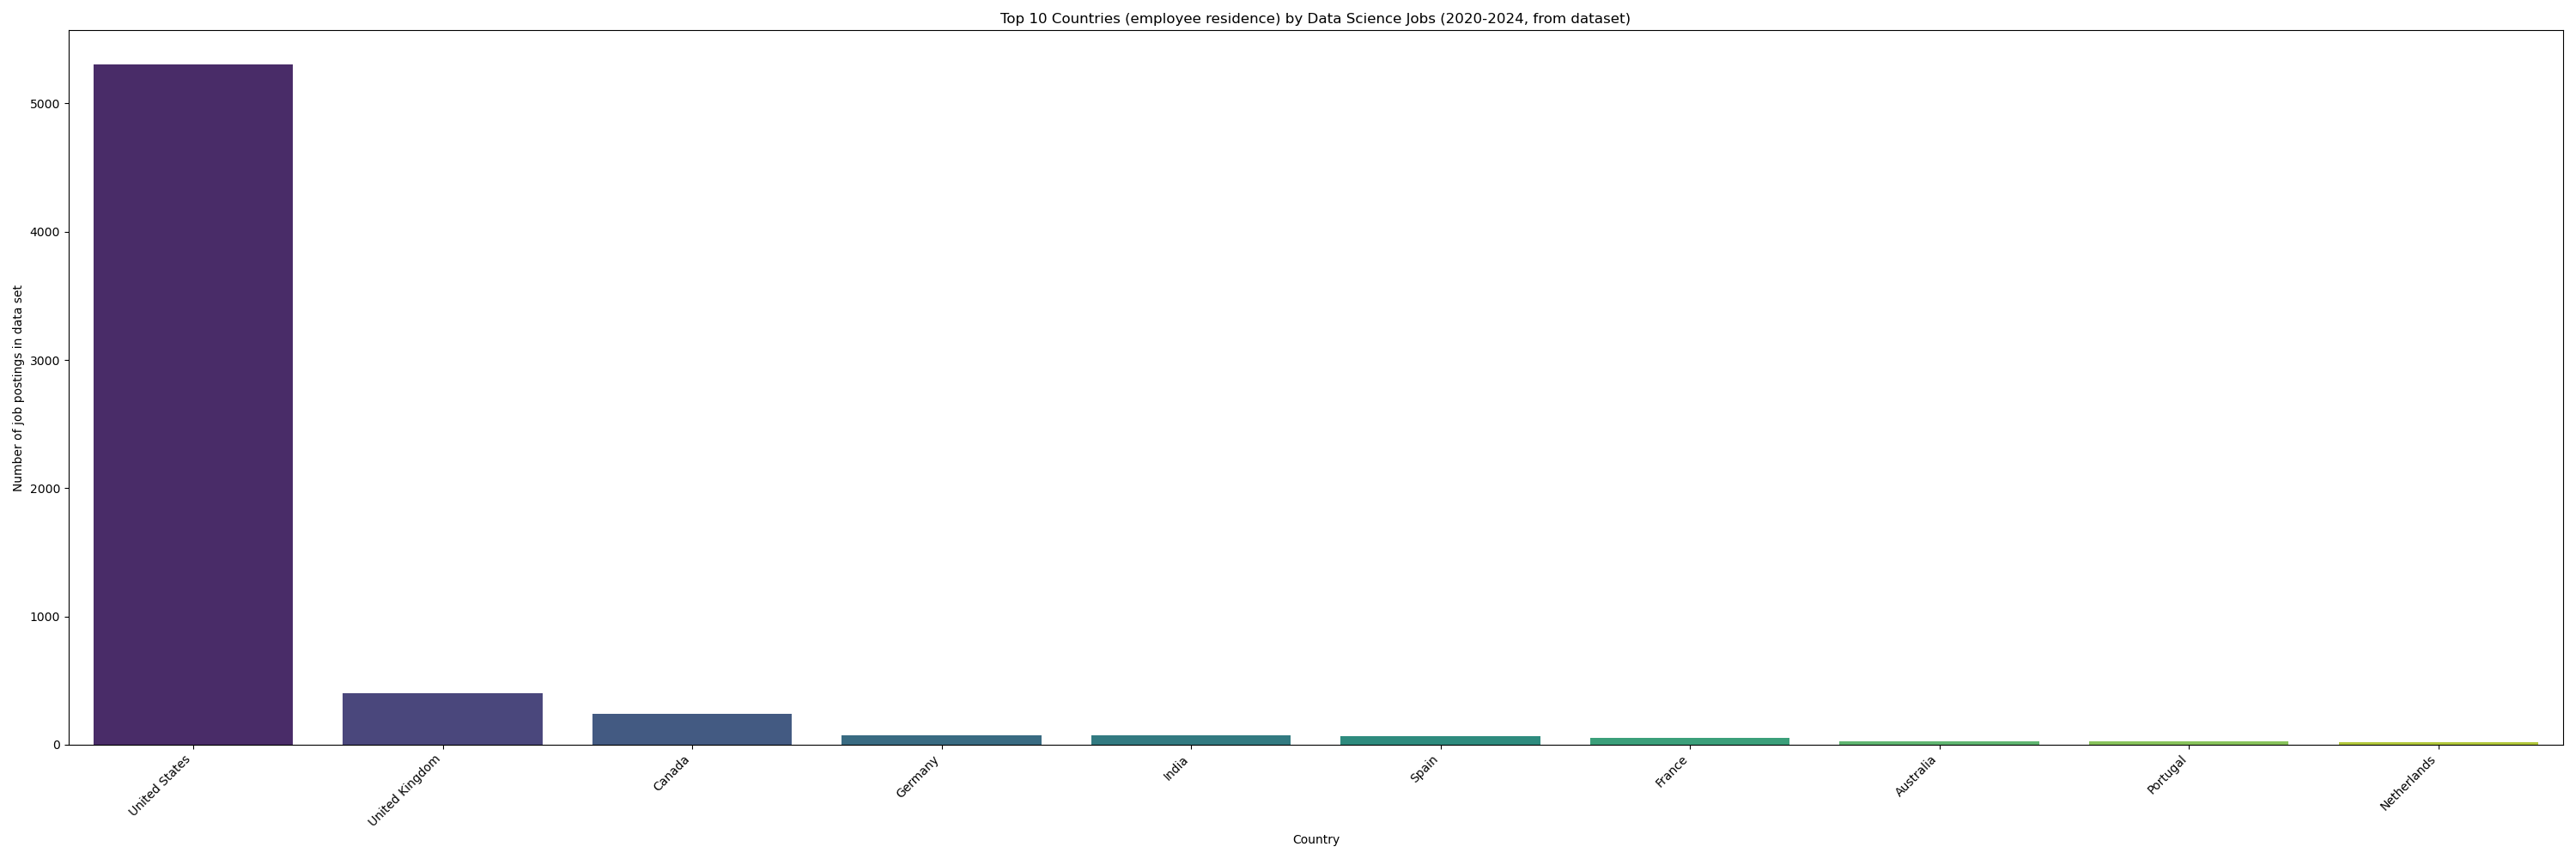 Top 10 Countries (employee residence) by Data Science Jobs (2020-2024, from dataset)
Number of job postings in data set
5000
4000
3000
2000
1000
0
United States
United Kingdom
Canada
Germany
India
Spain
France
Australia
Portugal
Netherlands
Country